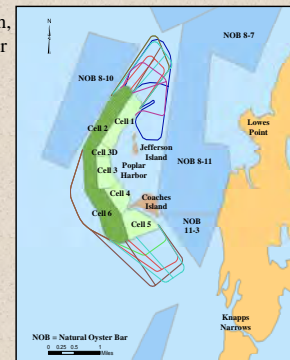 n,
r
N
NOB 8-7
NOB 8-10
Cell 1
Cell 2
Lowes
Point
Jefferson
Island
Cell 3D
NOB 8-11
Poplar
Harbor
Cell 3
Cell 4
Coaches
Island
Cell 6
Cell 5
NOB
11-3
Knapps
Narrows
NOB = Natural Oyster Bar
0 0.25 0.5 1
Miles